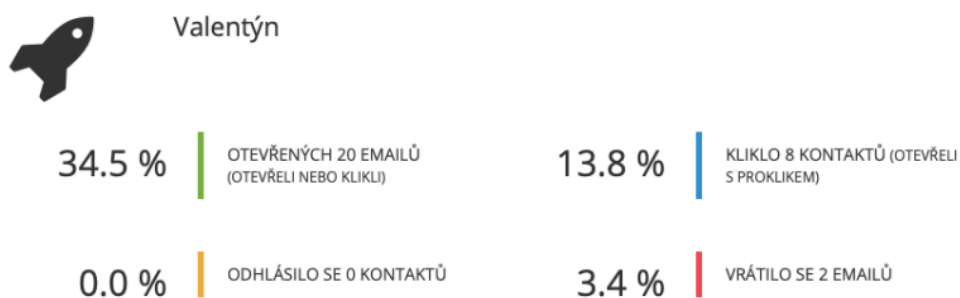 Valentýn
34.5 %
OTEVŘENÝCH 20 EMAILŮ
(OTEVŘELI NEBO KLIKLI)
13.8 %
KLIKLO 8 KONTAKTŮ (OTEVŘELI
S PROKLIKEM)
0.0 %
ODHLÁSILO SE 0 KONTAKTŮ
3.4 %
VRÁTILO SE 2 EMAILŮ